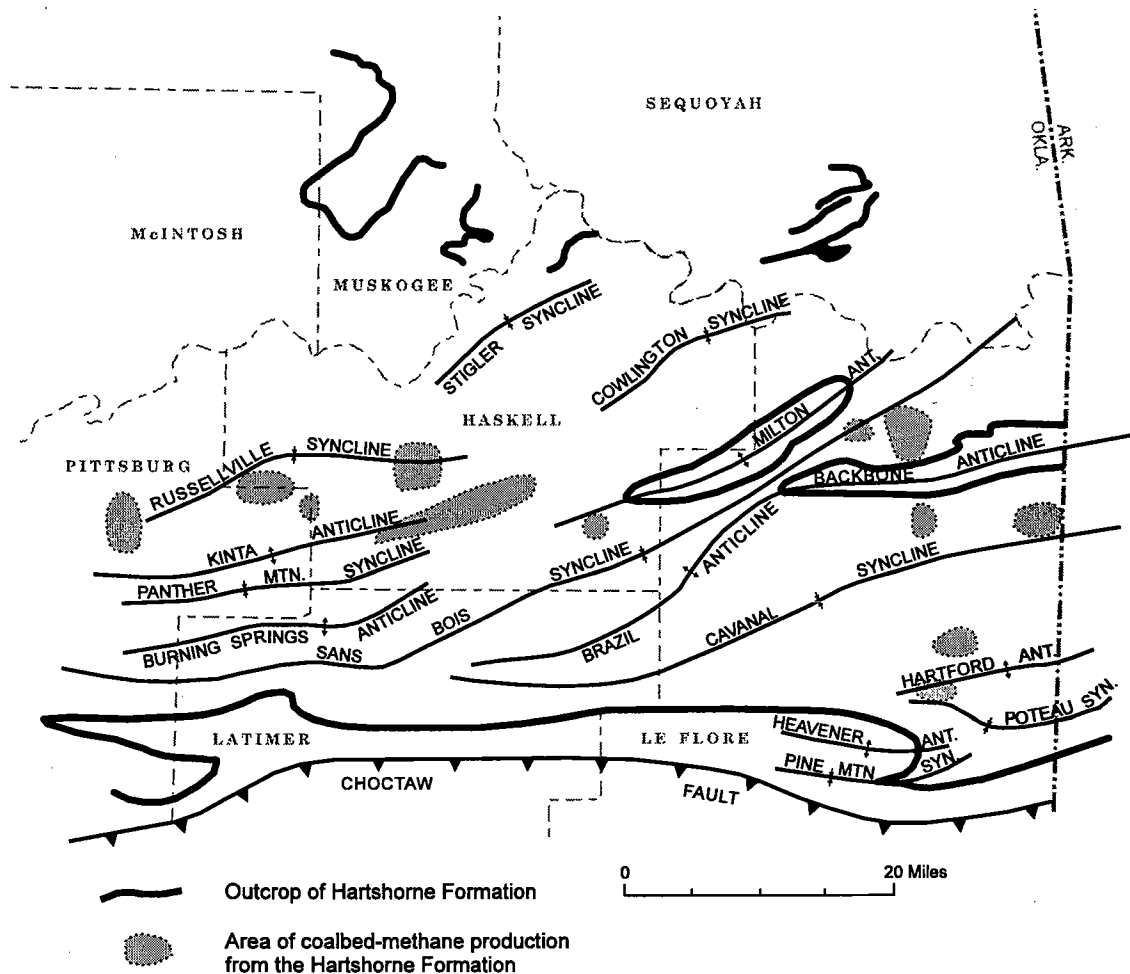 SEQUOYAH
ARK.
OKLA.
McINTOSH
MUSKOGEE
STIGLER SYNCLINE
COWLINGTON SYNCLINE
HASKELL
MILTON ANT.
PITTSBURG
RUSSELLVILLE SYNCLINE
BACKBONE ANTICLINE
KINTA ANTICLINE
PANTHER MTN. SYNCLINE
BURNING SPRINGS ANTICLINE
SANS BOIS SYNCLINE
BRAZIL ANTICLINE
CAVANAL SYNCLINE
HARTFORD ANT.
POTEAU SYN.
LATIMER
LE FLORE
HEAVENER ANT.
PINE MTN SYN.
CHOCTAW FAULT
Outcrop of Hartshorne Formation
0 20 Miles
Area of coalbed-methane production
from the Hartshorne Formation